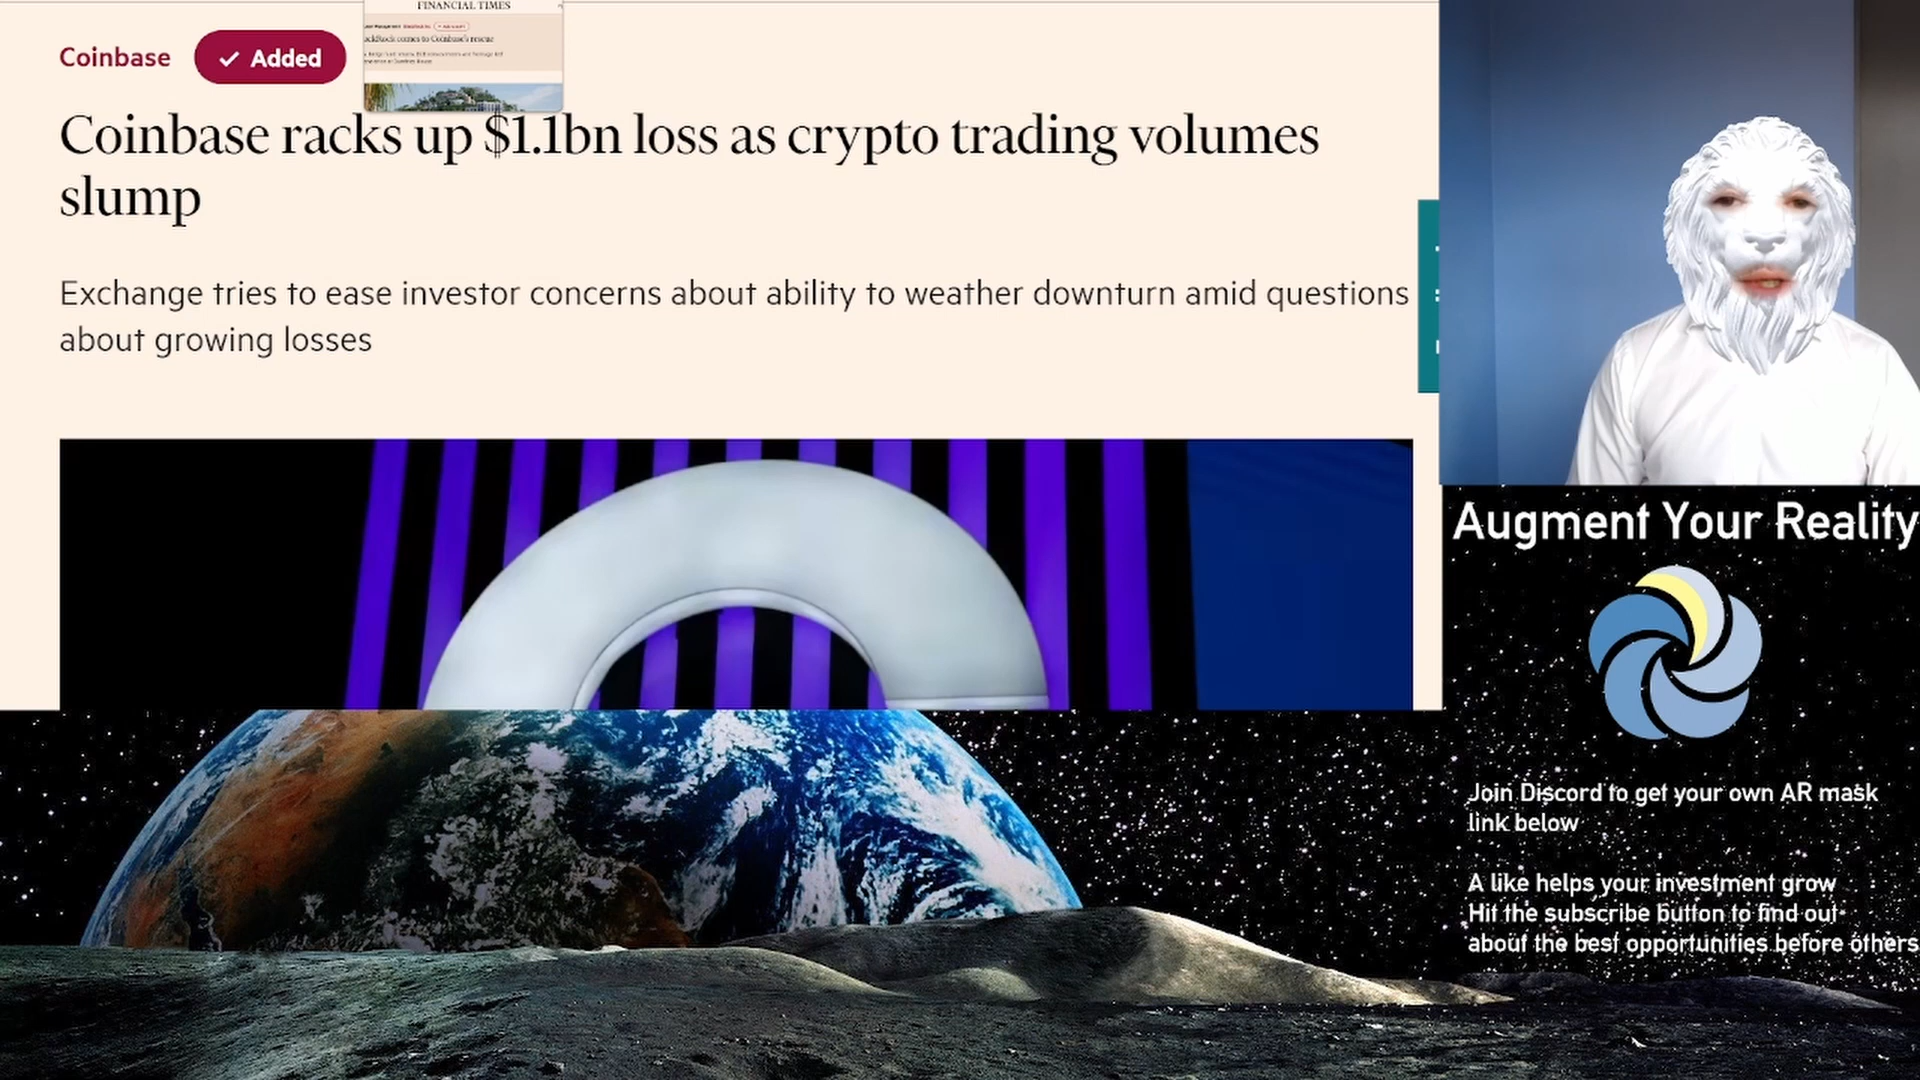 FINANCIAL TIMES
Coinbase
Added
Coinbase racks up $1.1bn loss as crypto trading volumes
slump
Exchange tries to ease investor concerns about ability to weather downturn amid questions
about growing losses
Augment Your Reality
Join Discord to get your own AR mask
link below
A like helps your investment grow
Hit the subscribe button to find out
about the best opportunities before others